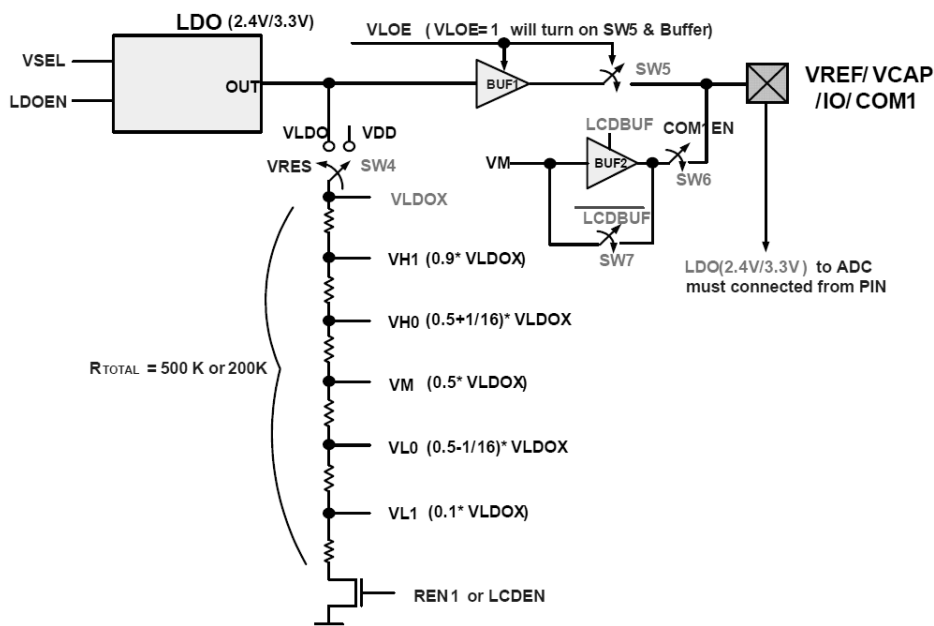 LDO (2.4V/3.3V)
VLOE ( VLOE=1 will turn on SW5 & Buffer)
VSEL
LDOEN
OUT
BUF1
SW5
VREF/ VCAP
/IO/ COM1
VLDO
VDD
VRES
SW4
LCDBUF
COM1EN
VM
BUF2
SW6
LCDBUF
SW7
VLDOX
LDO(2.4V/3.3V) to ADC
must connected from PIN
VH1 (0.9* VLDOX)
VH0 (0.5+1/16)* VLDOX
RTOTAL = 500 K or 200K
VM (0.5* VLDOX)
VL0 (0.5-1/16)* VLDOX
VL1 (0.1* VLDOX)
REN1 or LCDEN